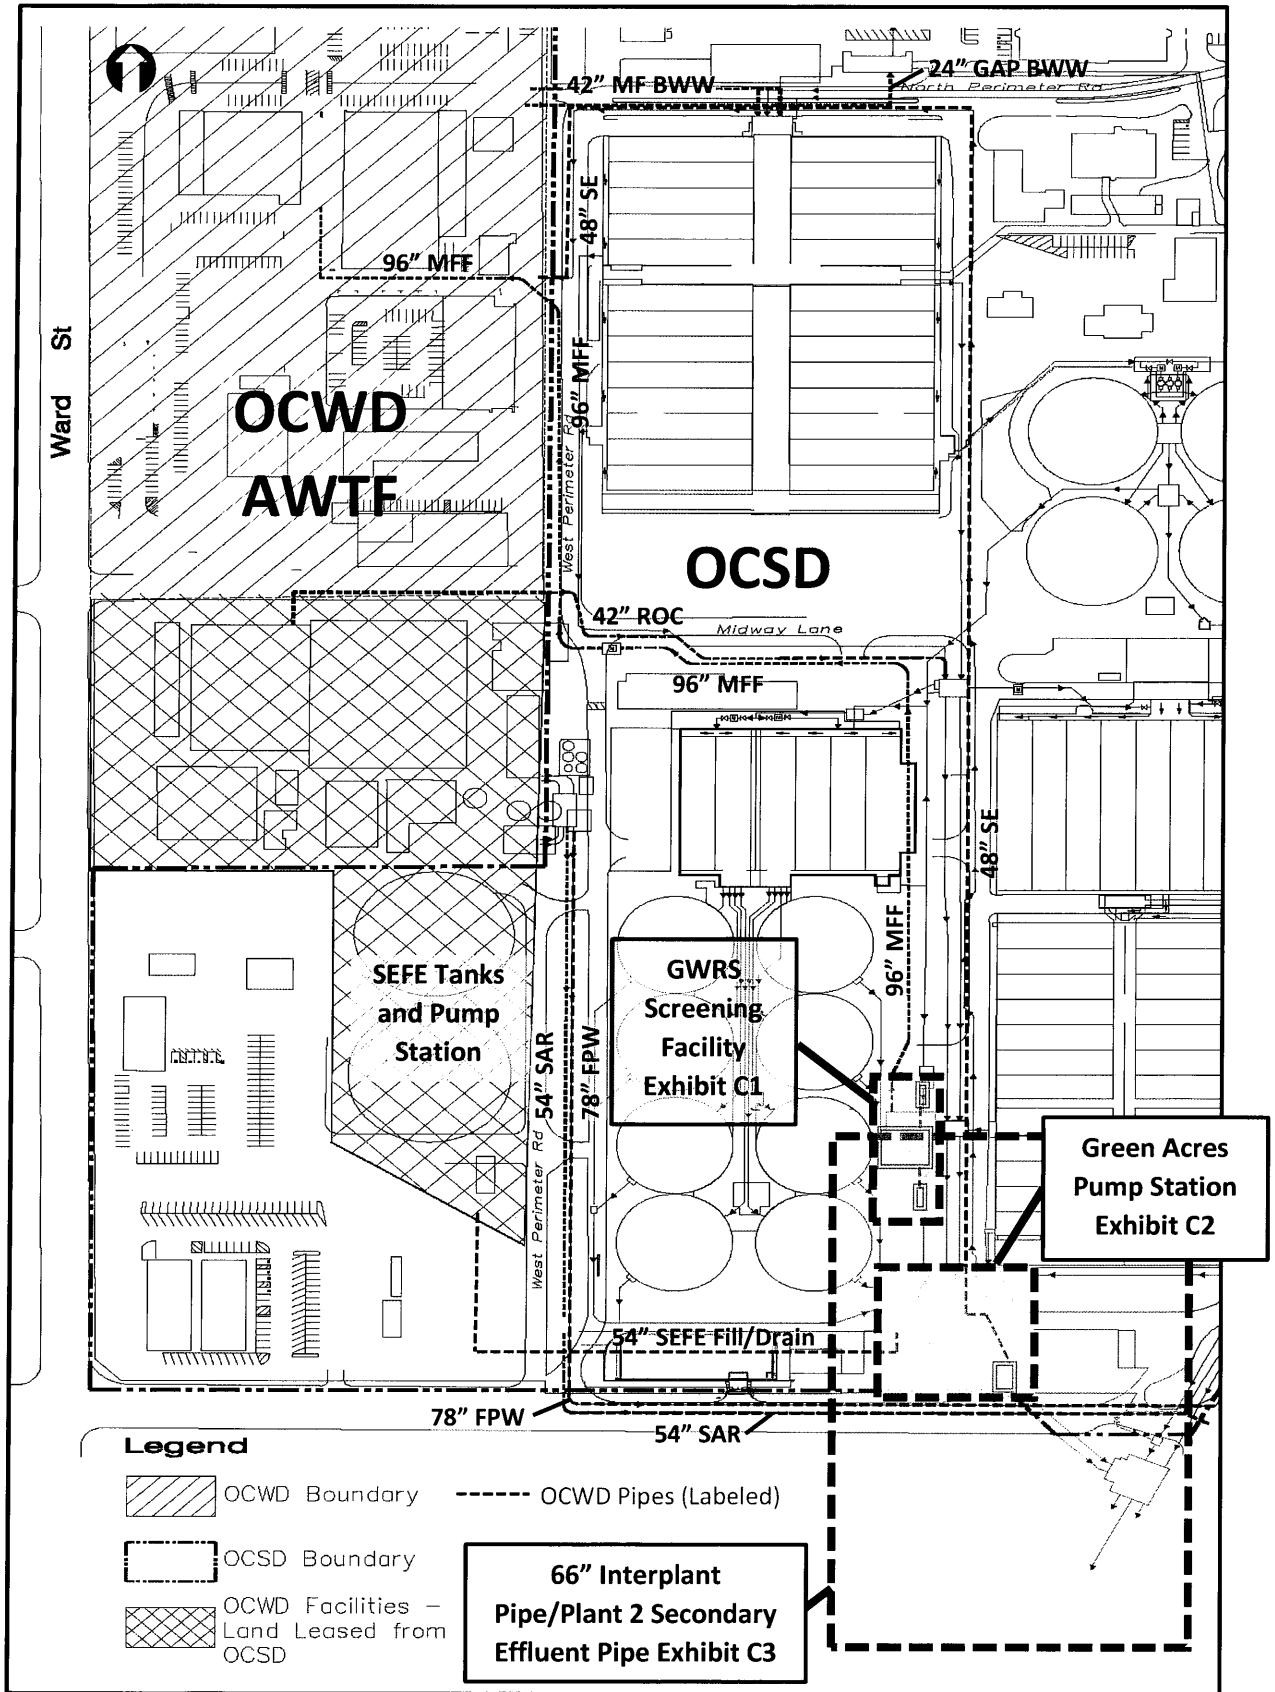 24" GAP BWW
42" MF BWW
North Perimeter Rd
48" SE
96" MFF
96" MFF
Ward St
OCWD
AWTF
West Perimeter Rd
OCSD
42" ROC
Midway Lane
96" MFF
48" SE
96" MFF
SEFE Tanks
and Pump
Station
54" SAR
78" FPW
GWRS
Screening
Facility
Exhibit C1
Green Acres
Pump Station
Exhibit C2
West Perimeter Rd
54" SEFE Fill/Drain
78" FPW
54" SAR
Legend
OCWD Boundary
OCWD Pipes (Labeled)
OCSD Boundary
OCWD Facilities –
Land Leased from
OCSD
66" Interplant
Pipe/Plant 2 Secondary
Effluent Pipe Exhibit C3